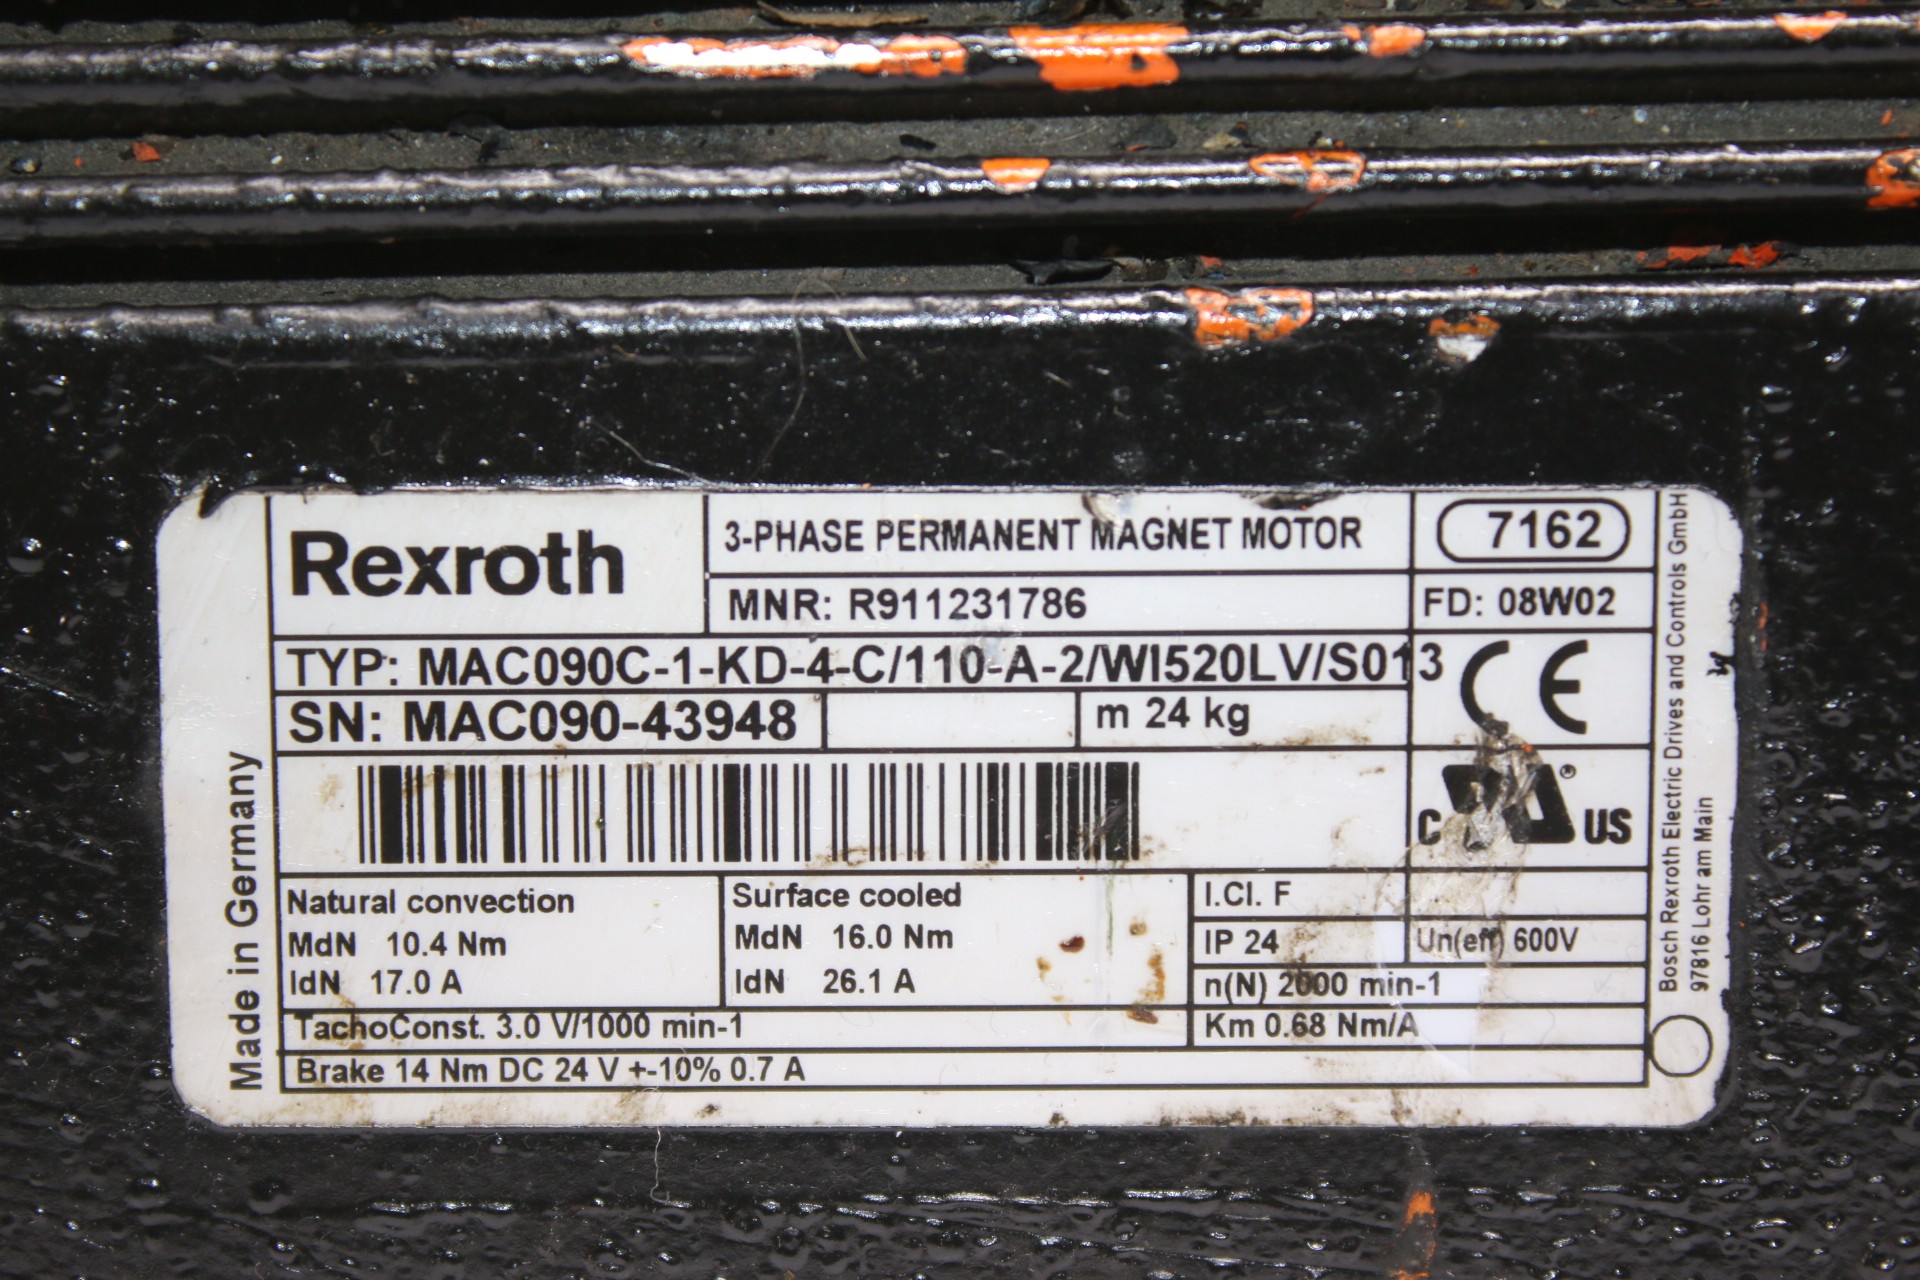 Rexroth
3-PHASE PERMANENT MAGNET MOTOR
7162
MNR: R911231786
FD: 08W02
TYP: MAC090C-1-KD-4-C/110-A-2/WI520LV/S013
CE
SN: MAC090-43948
m 24 kg
C US ®
Natural convection
MdN 10.4 Nm
IdN 17.0 A
Surface cooled
MdN 16.0 Nm
IdN 26.1 A
I.Cl. F
IP 24
Un(eff) 600V
n(N) 2000 min-1
TachoConst. 3.0 V/1000 min-1
Km 0.68 Nm/A
Brake 14 Nm DC 24 V +-10% 0.7 A
Made in Germany
Bosch Rexroth Electric Drives and Controls GmbH
97816 Lohr am Main